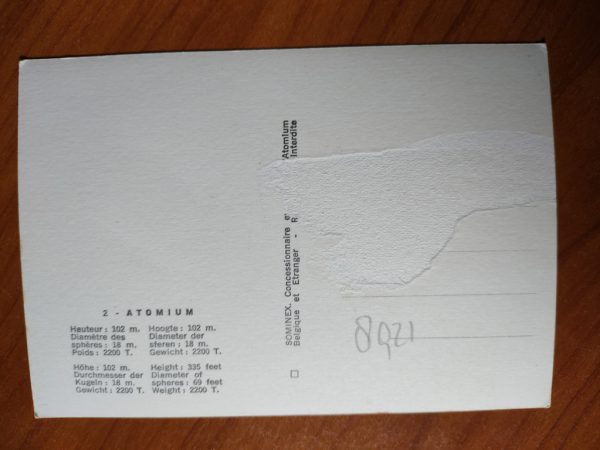 2 - ATOMIUM
Hauteur : 102 m.
Diamètre des
sphères : 18 m.
Poids : 2200 T.
Hoogte : 102 m.
Diameter der
sferen : 18 m.
Gewicht : 2200 T.
Höhe : 102 m.
Durchmesser der
Kugeln : 18 m.
Gewicht : 2200 T.
Height : 335 feet
Diameter of
spheres : 69 feet
Weight : 2200 T.
SOMINEX. Concessionnaire Atomium
Belgique et Etranger - R Interdite